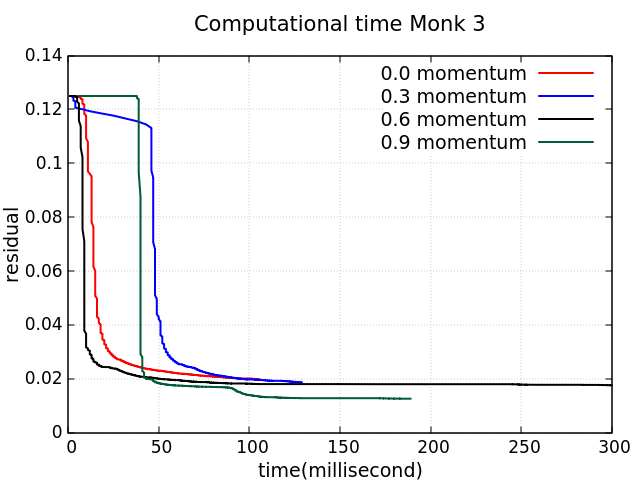 Computational time Monk 3
0.14
0.12
0.1
0.08
0.06
0.04
0.02
0
residual
0.0 momentum
0.3 momentum
0.6 momentum
0.9 momentum
0 50 100 150 200 250 300
time(millisecond)